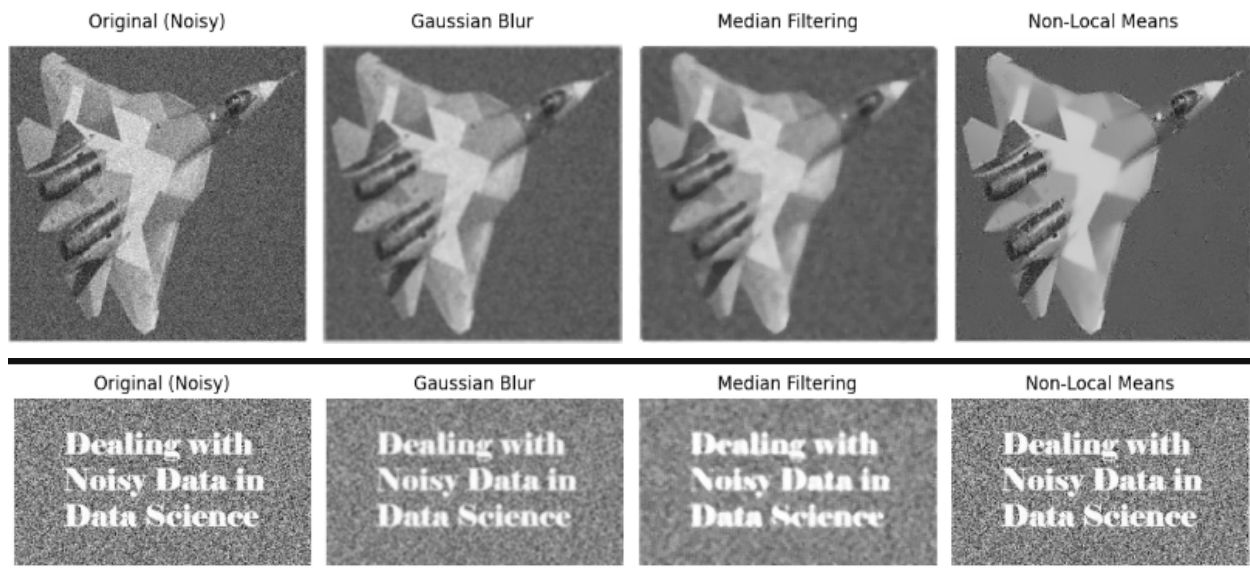 Original (Noisy)
Gaussian Blur
Median Filtering
Non-Local Means
Original (Noisy)
Gaussian Blur
Median Filtering
Non-Local Means
Dealing with
Noisy Data in
Data Science
Dealing with
Noisy Data in
Data Science
Dealing with
Noisy Data in
Data Science
Dealing with
Noisy Data in
Data Science